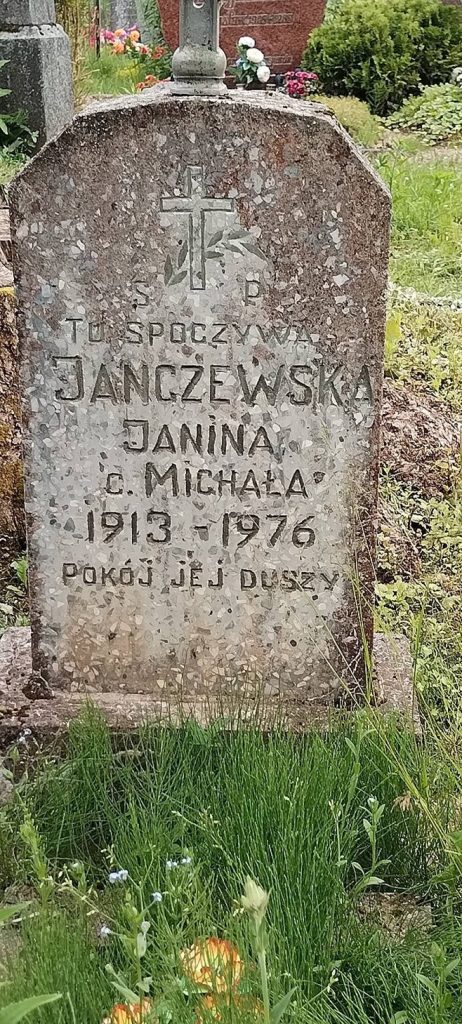 Ś P
TU SPOCZYWA
JANCZEWSKA
JANINA
C. MICHAŁA
1913 - 1976
POKÓJ JEJ DUSZY